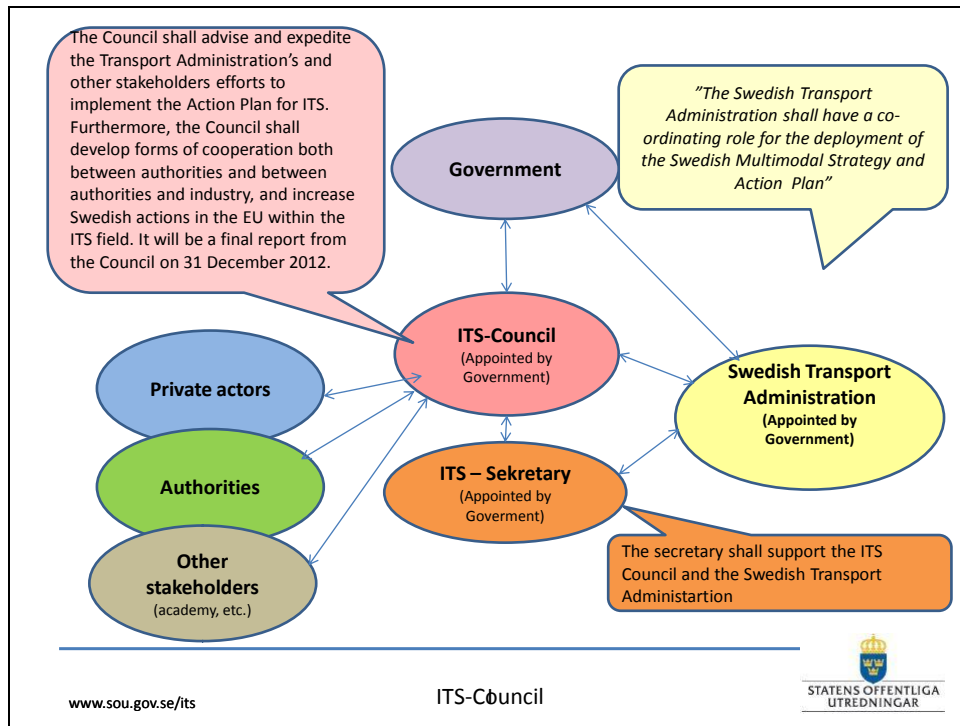 The Council shall advise and expedite
the Transport Administration's and
other stakeholders efforts to
implement the Action Plan for ITS.
Furthermore, the Council shall
develop forms of cooperation both
between authorities and between
authorities and industry, and increase
Swedish actions in the EU within the
ITS field. It will be a final report from
the Council on 31 December 2012.
Government
"The Swedish Transport
Administration shall have a co-
ordinating role for the deployment of
the Swedish Multimodal Strategy and
Action Plan"
ITS-Council
(Appointed by
Government)
Private actors
Swedish Transport
Administration
(Appointed by
Government)
Authorities
ITS – Sekretary
(Appointed by
Goverment)
Other
stakeholders
(academy, etc.)
The secretary shall support the ITS
Council and the Swedish Transport
Administartion
www.sou.gov.se/its
ITS-Council
STATENS OFFENTLIGA
UTREDNINGAR